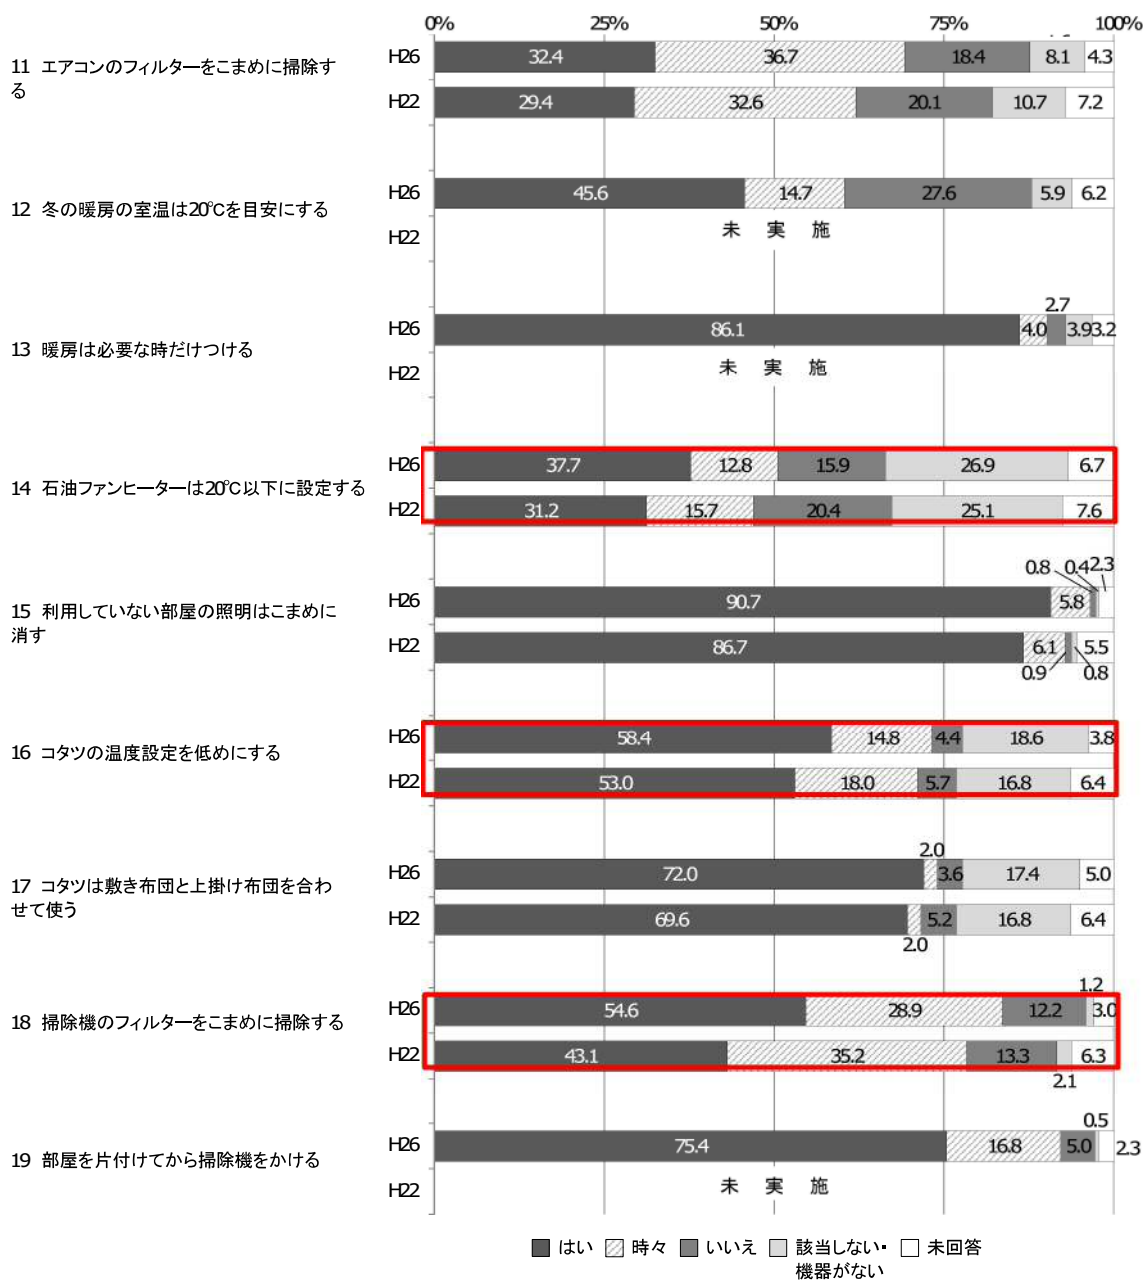 0% 25% 50% 75% 100%
11 エアコンのフィルターをこまめに掃除す
る
H26 32.4 36.7 18.4 8.1 4.3
H22 29.4 32.6 20.1 10.7 7.2
12 冬の暖房の室温は20℃を目安にする
H26 45.6 14.7 27.6 5.9 6.2
H22 未 実 施
13 暖房は必要な時だけつける
2.7
H26 86.1 4.0 3.9 3.2
H22 未 実 施
14 石油ファンヒーターは20℃以下に設定する
H26 37.7 12.8 15.9 26.9 6.7
H22 31.2 15.7 20.4 25.1 7.6
15 利用していない部屋の照明はこまめに
消す
0.8 0.4 2.3
H26 90.7 5.8
H22 86.7 6.1 5.5
0.9 0.8
16 コタツの温度設定を低めにする
H26 58.4 14.8 4.4 18.6 3.8
H22 53.0 18.0 5.7 16.8 6.4
17 コタツは敷き布団と上掛け布団を合わ
せて使う
2.0
H26 72.0 3.6 17.4 5.0
H22 69.6 5.2 16.8 6.4
2.0
18 掃除機のフィルターをこまめに掃除する
1.2
H26 54.6 28.9 12.2 3.0
H22 43.1 35.2 13.3 6.3
2.1
19 部屋を片付けてから掃除機をかける
0.5
H26 75.4 16.8 5.0 2.3
H22 未 実 施
はい 時々 いいえ 該当しない・ 未回答
機器がない